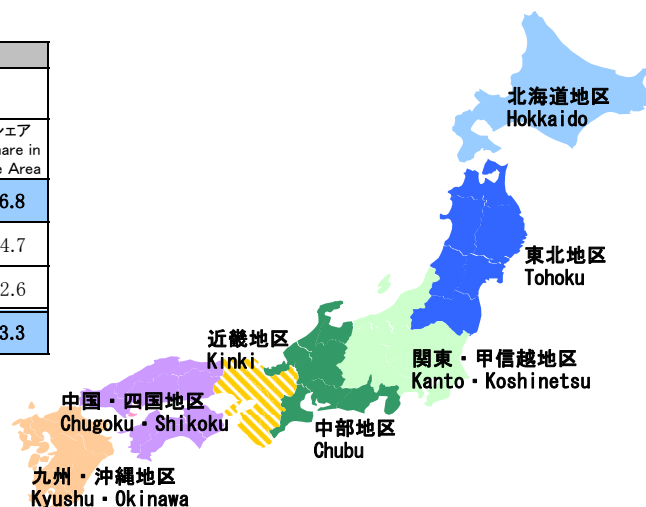 シェア
are in
Area
6.8
4.7
2.6
3.3
北海道地区
Hokkaido
東北地区
Tohoku
関東・甲信越地区
Kanto・Koshinetsu
近畿地区
Kinki
中国・四国地区
Chugoku・Shikoku
中部地区
Chubu
九州・沖縄地区
Kyushu・Okinawa